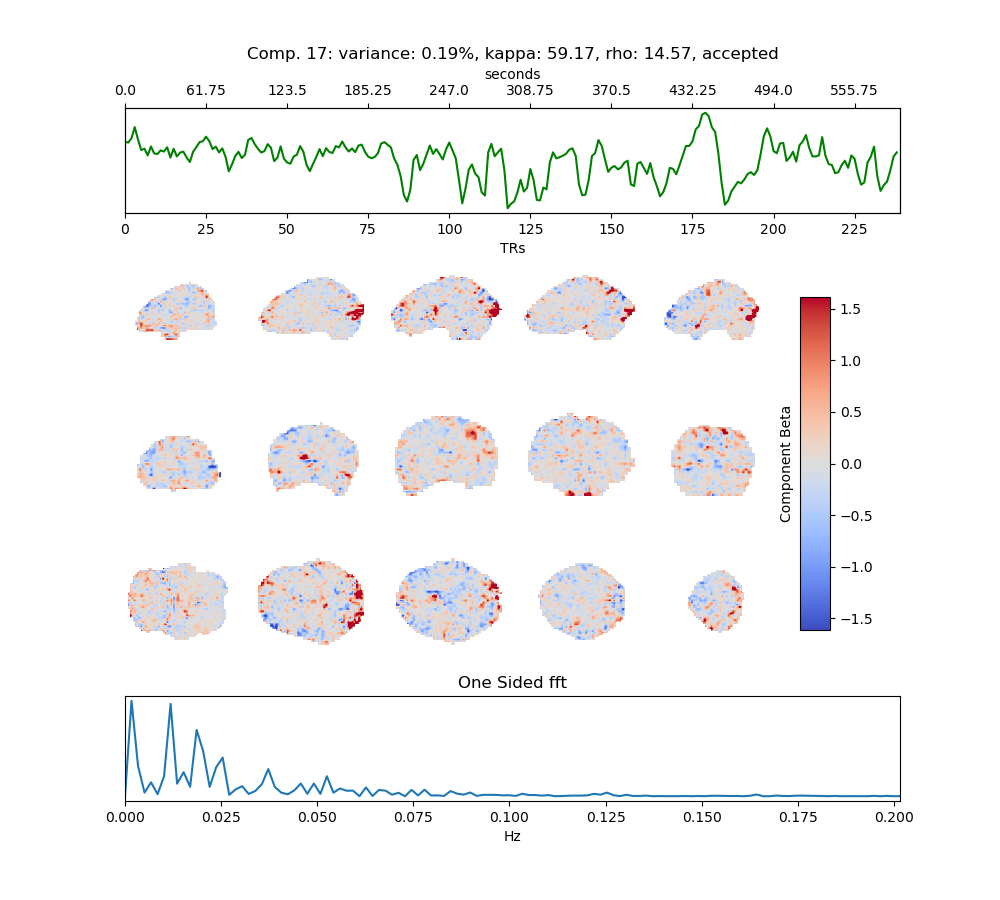 Comp. 17: variance: 0.19%, kappa: 59.17, rho: 14.57, accepted
seconds
0.0 61.75 123.5 185.25 247.0 308.75 370.5 432.25 494.0 555.75
0 25 50 75 100 125 150 175 200 225
TRs
1.5
1.0
0.5
0.0
−0.5
−1.0
−1.5
Component Beta
One Sided fft
0.000 0.025 0.050 0.075 0.100 0.125 0.150 0.175 0.200
Hz